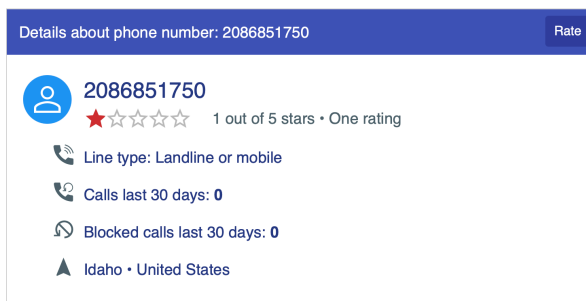 Details about phone number: 2086851750
Rate
2086851750
1 out of 5 stars • One rating
Line type: Landline or mobile
Calls last 30 days: 0
Blocked calls last 30 days: 0
Idaho • United States